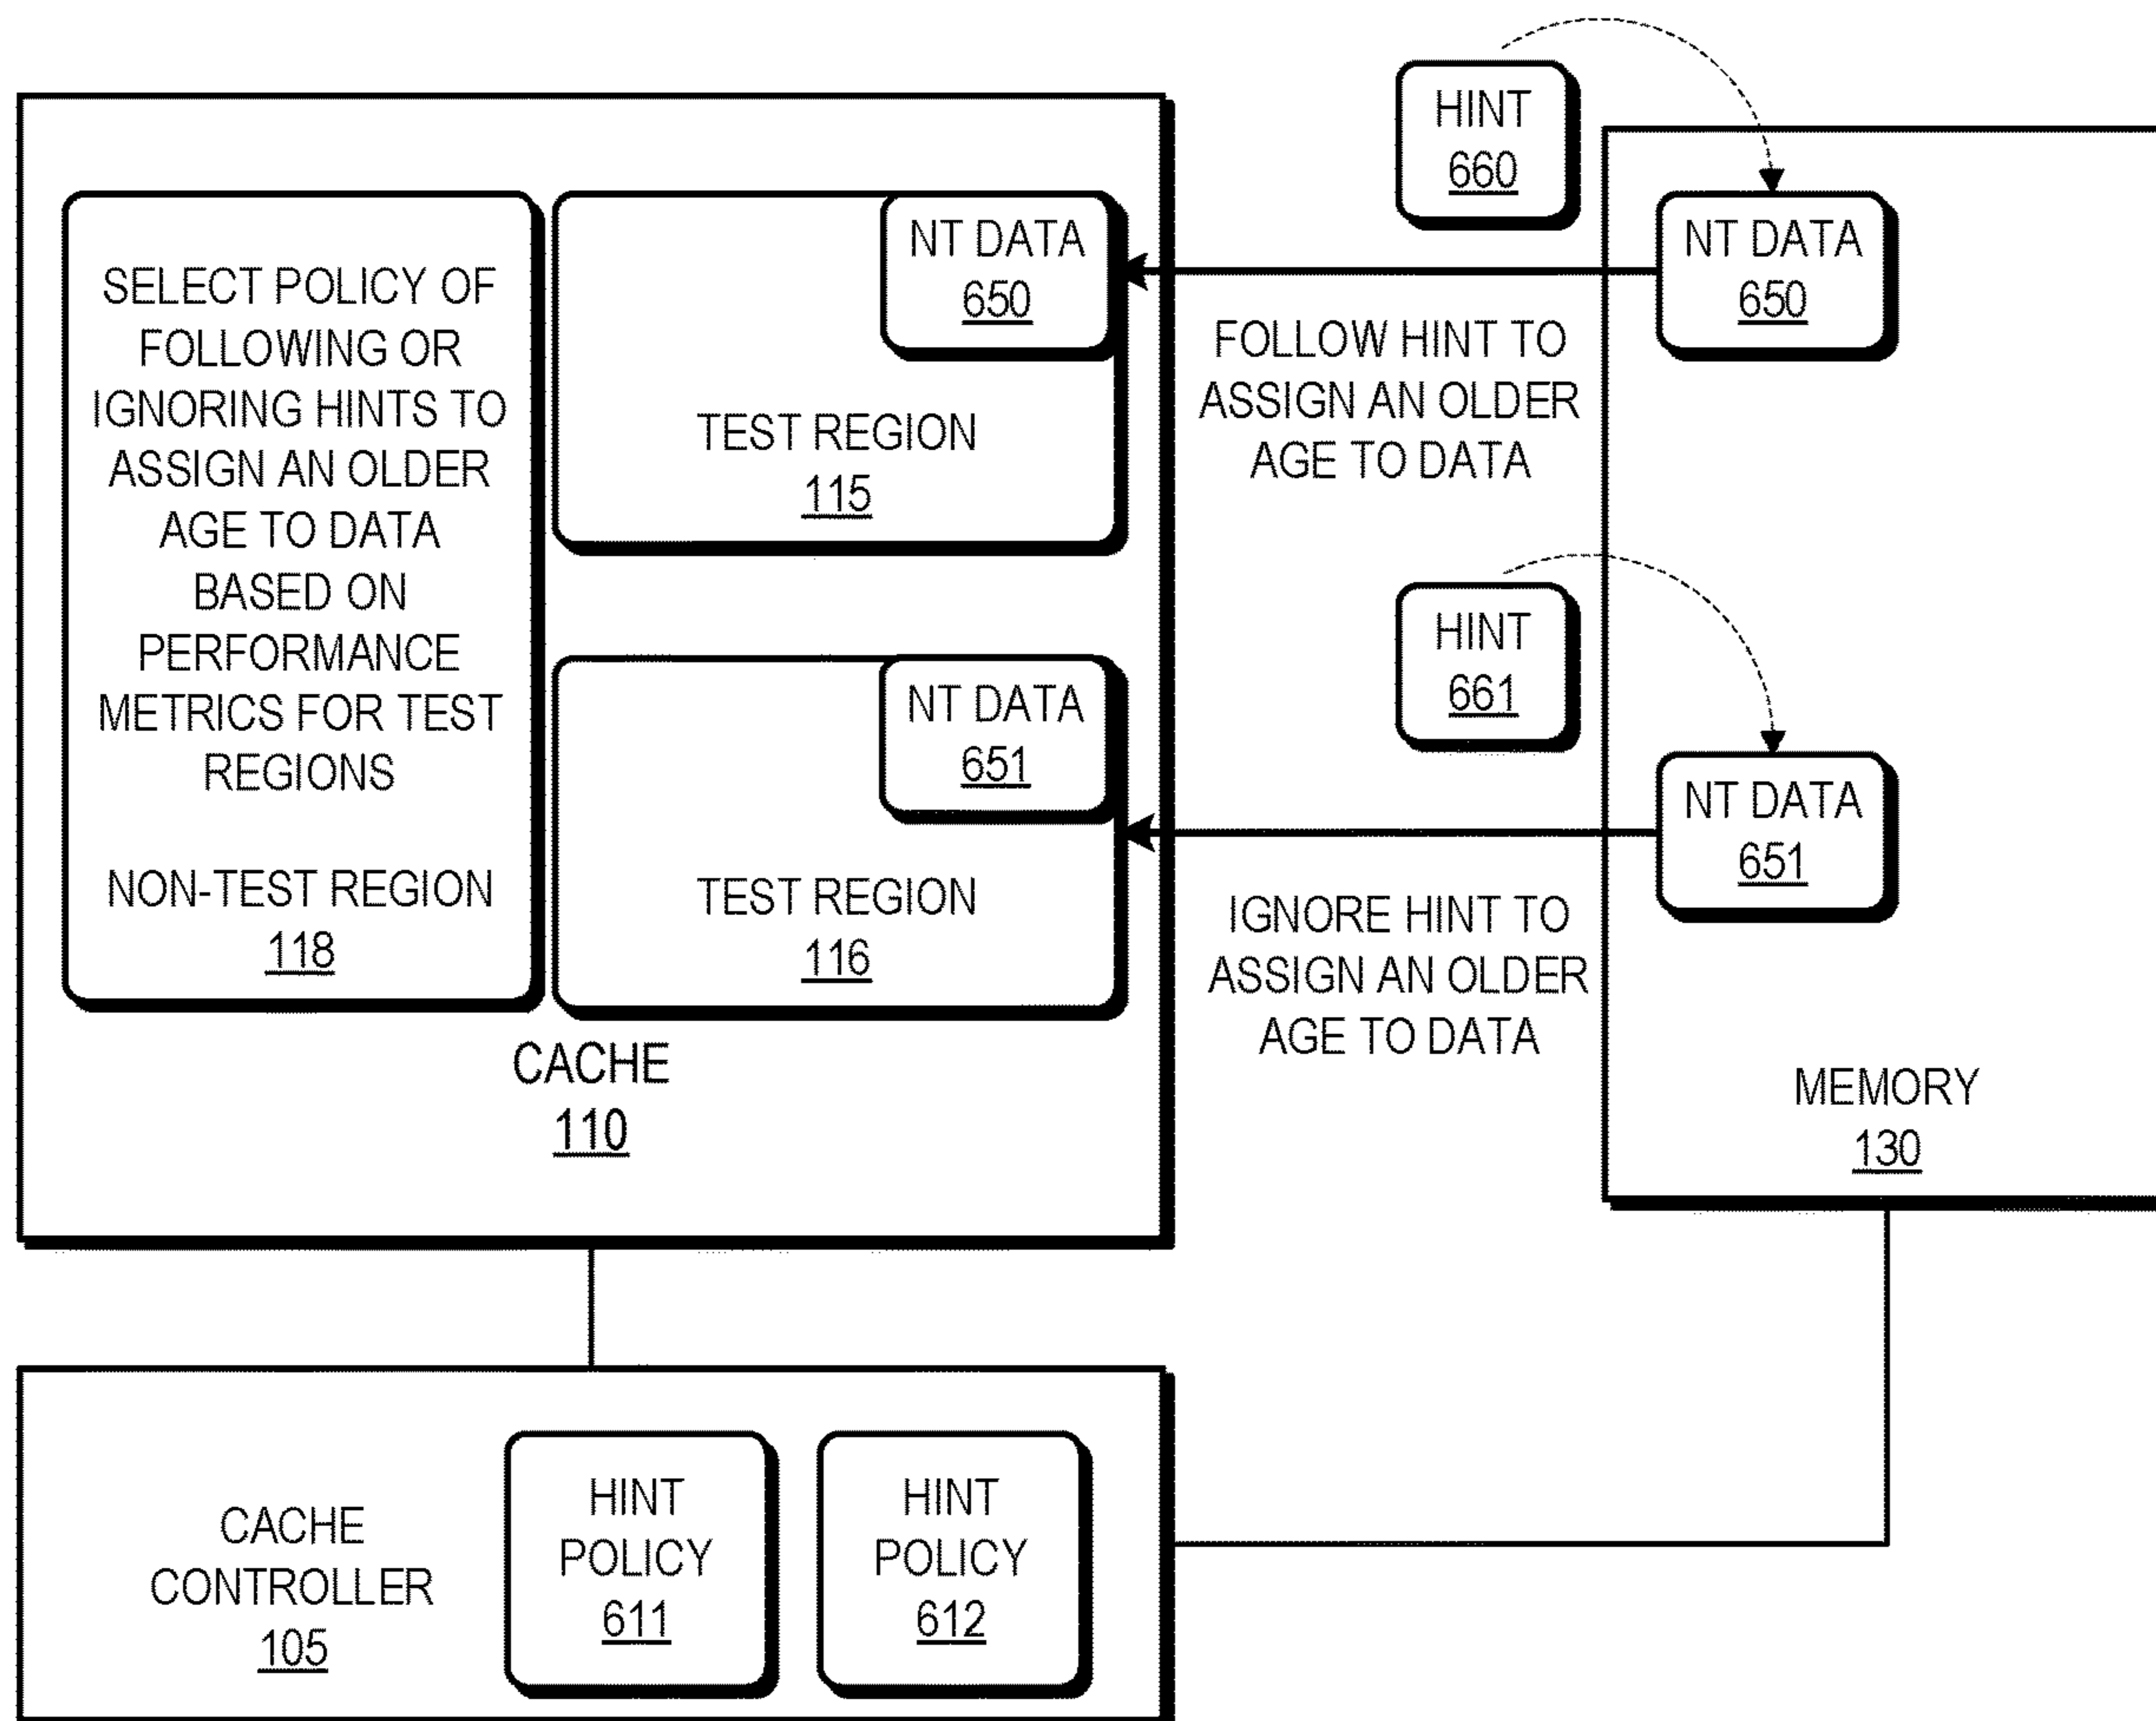 HINT
660
NT DATA
650
SELECT POLICY OF
FOLLOWING OR
IGNORING HINTS TO
ASSIGN AN OLDER
AGE TO DATA
BASED ON
PERFORMANCE
METRICS FOR TEST
REGIONS
NON-TEST REGION
118
NT DATA
650
TEST REGION
115
FOLLOW HINT TO
ASSIGN AN OLDER
AGE TO DATA
HINT
661
NT DATA
651
TEST REGION
116
NT DATA
651
IGNORE HINT TO
ASSIGN AN OLDER
AGE TO DATA
CACHE
110
MEMORY
130
CACHE
CONTROLLER
105
HINT
POLICY
611
HINT
POLICY
612